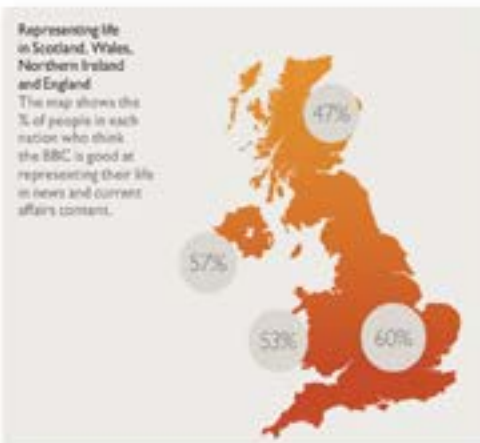 Representing life
in Scotland, Wales,
Northern Ireland
and England
The map shows the
% of people in each
nation who think
the BBC is good at
representing their life
in news and current
affairs content.
47%
57%
53%
60%